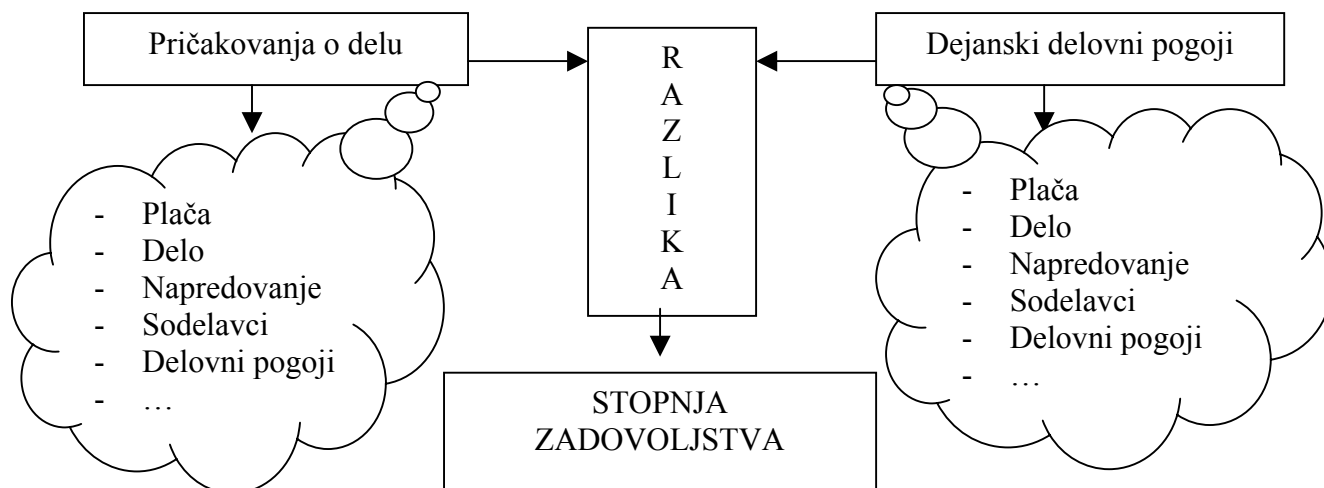 Pričakovanja o delu
R
A
Z
L
I
K
A
Dejanski delovni pogoji
- Plača
- Delo
- Napredovanje
- Sodelavci
- Delovni pogoji
- …
- Plača
- Delo
- Napredovanje
- Sodelavci
- Delovni pogoji
- …
STOPNJA
ZADOVOLJSTVA